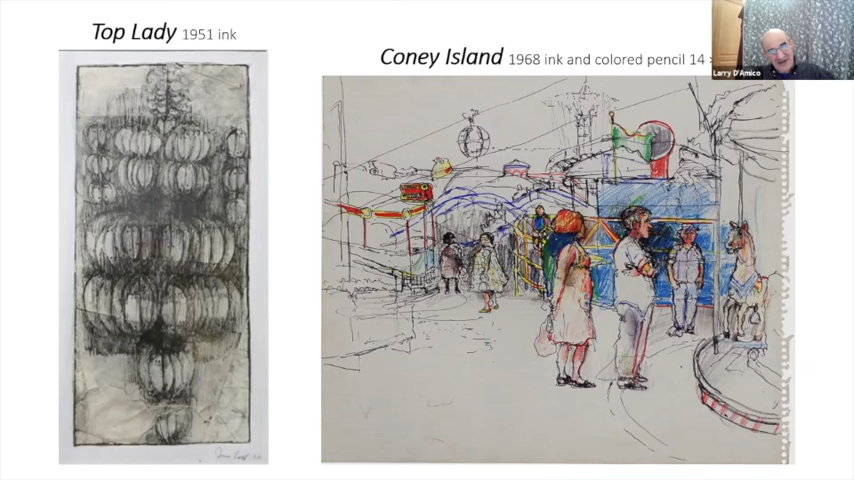 Top Lady 1951 ink
Coney Island 1968 ink and colored pencil 14
Larry D'Amico